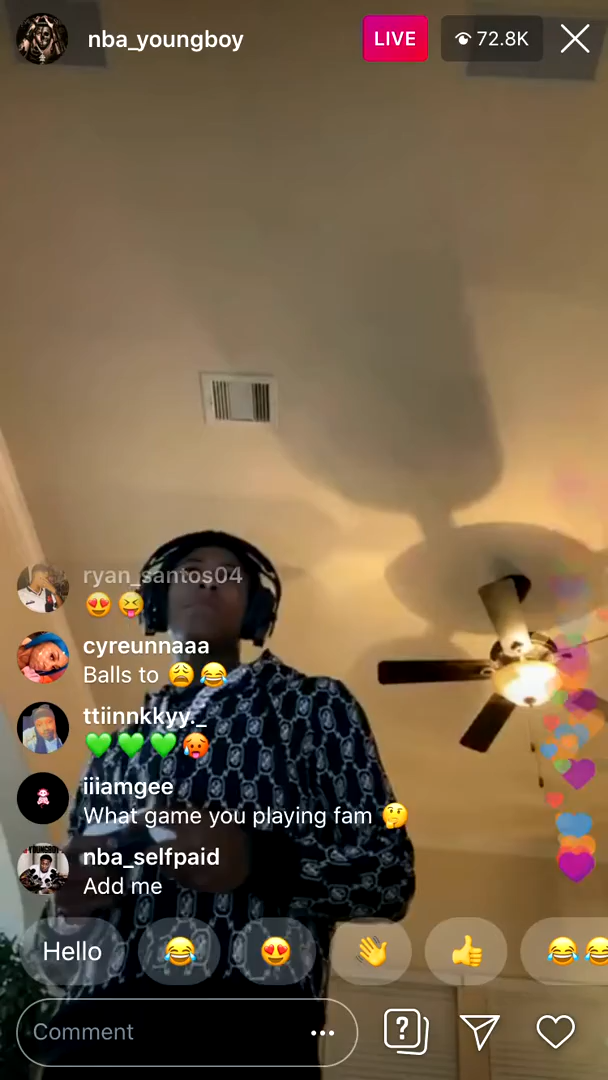 nba_youngboy
LIVE
72.8K
ryan_santos04
😍 😝
cyreunnaaa
Balls to 😩 😂
ttiinnkkyy._
💚 💚 💚 🥵
iiiamgee
What game you playing fam 🤔
nba_selfpaid
Add me
Hello 😂 😍 👋 👍 😂 😂
Comment